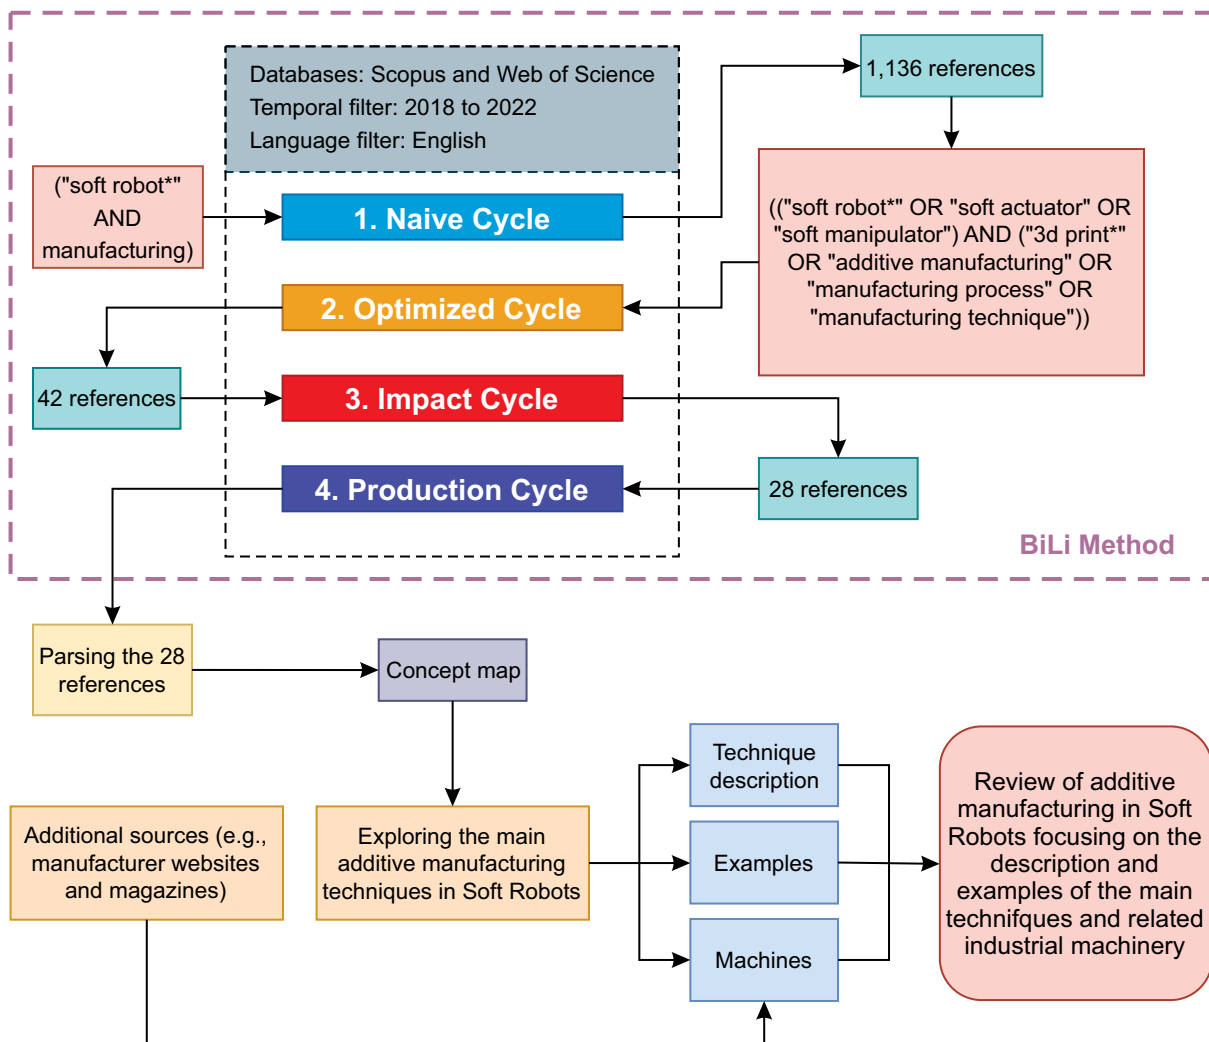 Databases: Scopus and Web of Science
Temporal filter: 2018 to 2022
Language filter: English
1,136 references
("soft robot*"
AND
manufacturing)
1. Naive Cycle
(("soft robot*" OR "soft actuator" OR
"soft manipulator") AND ("3d print*"
OR "additive manufacturing" OR
"manufacturing process" OR
"manufacturing technique"))
2. Optimized Cycle
42 references
3. Impact Cycle
28 references
4. Production Cycle
BiLi Method
Parsing the 28
references
Concept map
Additional sources (e.g.,
manufacturer websites
and magazines)
Exploring the main
additive manufacturing
techniques in Soft Robots
Technique
description
Examples
Machines
Review of additive
manufacturing in Soft
Robots focusing on the
description and
examples of the main
technifques and related
industrial machinery